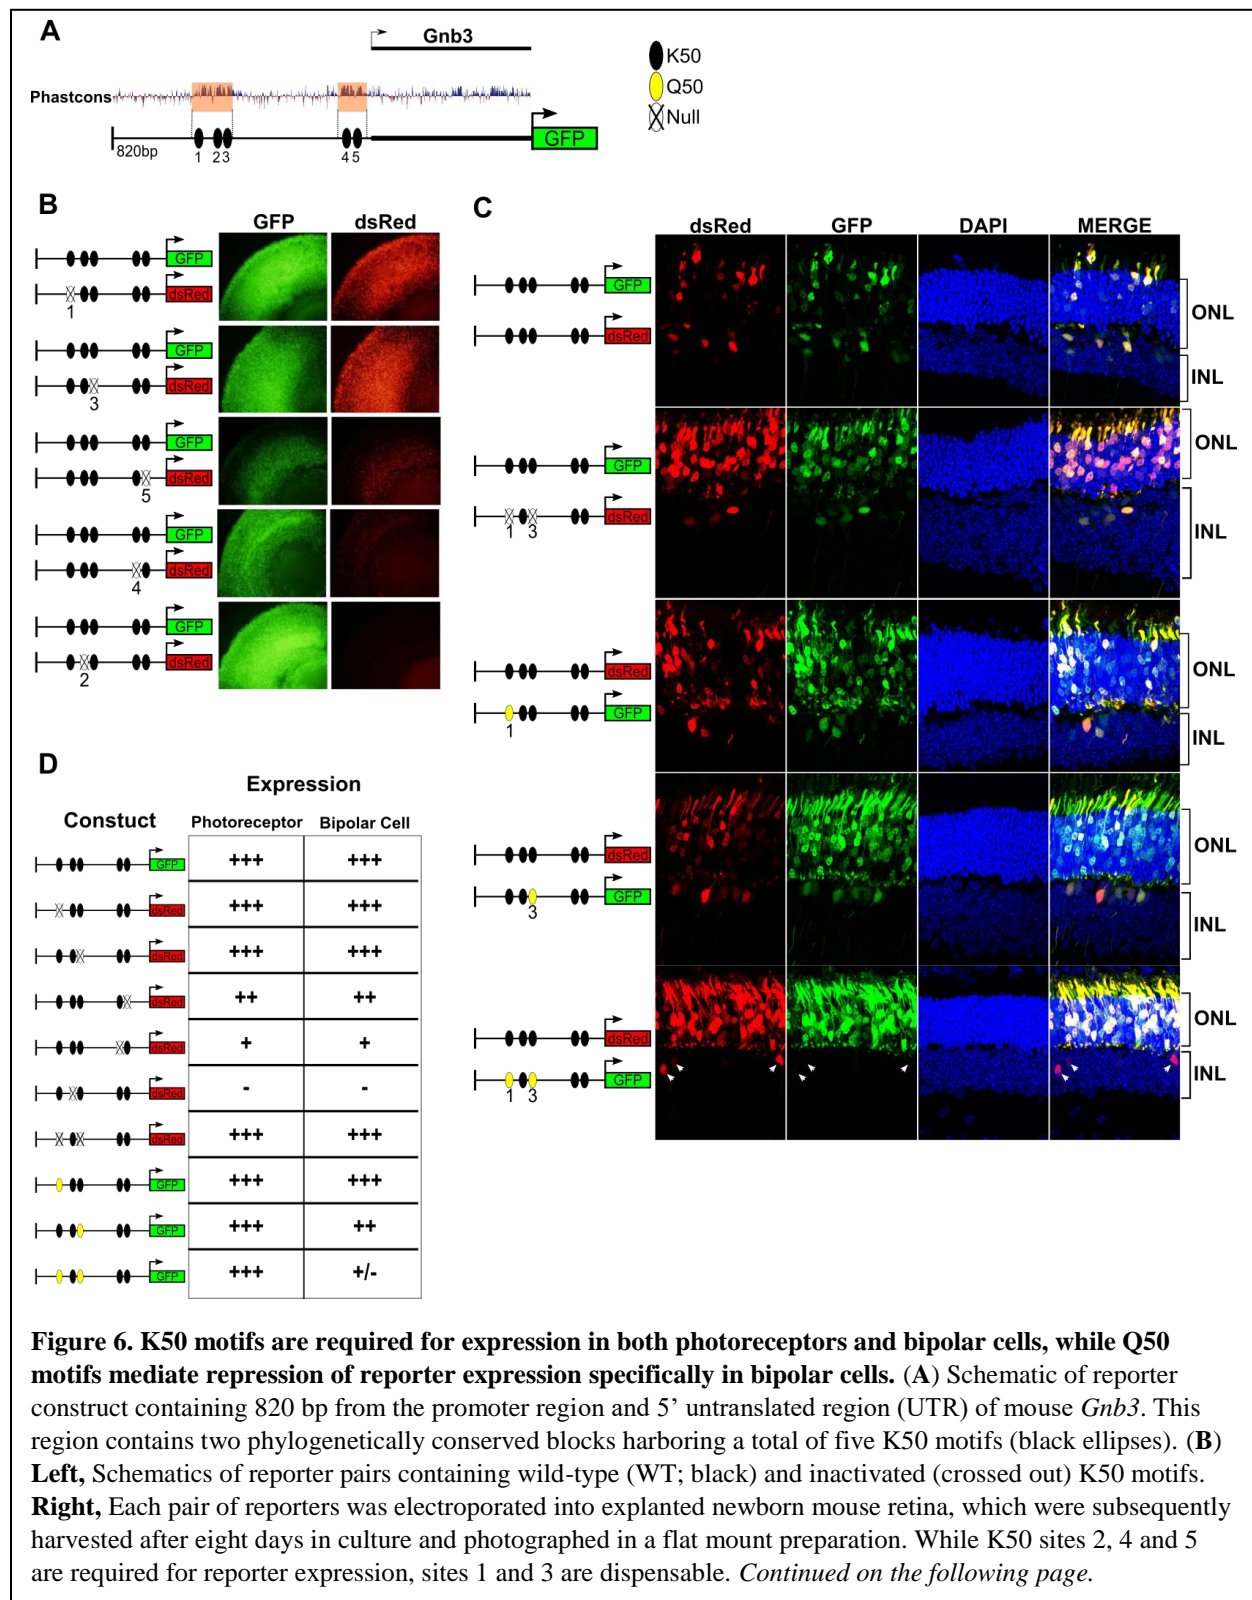 A
Gnb3
K50
Q50
Null
Phastcons
820bp
1
2 3
4 5
GFP
B
GFP
dsRed
GFP
dsRed
1
GFP
dsRed
3
GFP
dsRed
5
GFP
dsRed
4
GFP
dsRed
2
C
dsRed
GFP
DAPI
MERGE
GFP
dsRed
ONL
INL
GFP
dsRed
1 3
ONL
INL
dsRed
GFP
1
ONL
INL
dsRed
GFP
3
ONL
INL
dsRed
GFP
1 3
ONL
INL
D
Expression
Constuct
Photoreceptor
Bipolar Cell
GFP
+++
+++
dsRed
+++
+++
dsRed
+++
+++
dsRed
++
++
dsRed
+
+
dsRed
-
-
dsRed
+++
+++
GFP
+++
+++
GFP
+++
++
GFP
+++
+/-
Figure 6. K50 motifs are required for expression in both photoreceptors and bipolar cells, while Q50
motifs mediate repression of reporter expression specifically in bipolar cells. (A) Schematic of reporter
construct containing 820 bp from the promoter region and 5’ untranslated region (UTR) of mouse Gnb3. This
region contains two phylogenetically conserved blocks harboring a total of five K50 motifs (black ellipses). (B)
Left, Schematics of reporter pairs containing wild-type (WT; black) and inactivated (crossed out) K50 motifs.
Right, Each pair of reporters was electroporated into explanted newborn mouse retina, which were subsequently
harvested after eight days in culture and photographed in a flat mount preparation. While K50 sites 2, 4 and 5
are required for reporter expression, sites 1 and 3 are dispensable. Continued on the following page.